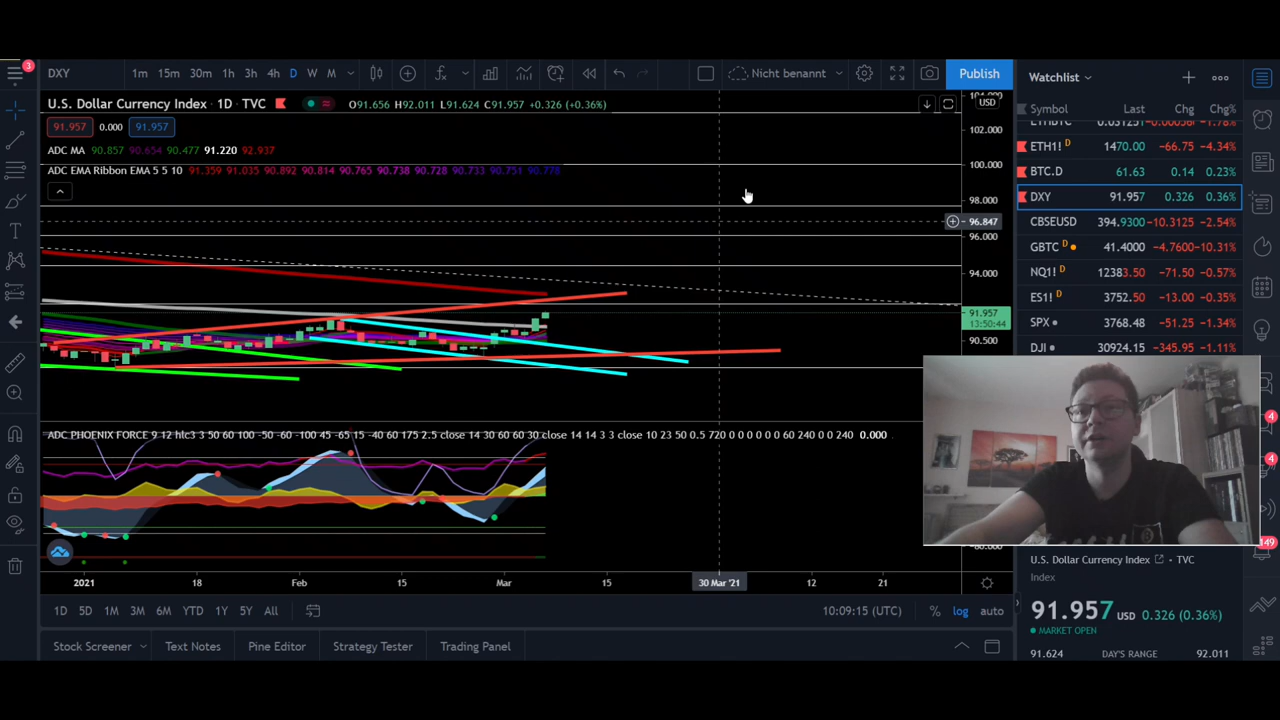 3
DXY
1m 15m 30m 1h 3h 4h D W M
Nicht benannt
Publish
Watchlist
U.S. Dollar Currency Index · 1D · TVC
O91.656 H92.011 L91.624 C91.957 +0.326 (+0.36%)
USD
91.957 0.000 91.957
ADC MA 90.857 90.654 90.477 91.220 92.937
ADC EMA Ribbon EMA 5 5 10 91.359 91.035 90.892 90.814 90.765 90.738 90.728 90.733 90.751 90.778
102.000
100.000
98.000
96.847
96.000
94.000
91.957
13:50:44
90.500
Symbol Last Chg Chg%
ETH1! D 1470.00 -66.75 -4.34%
BTC.D 61.63 0.14 0.23%
DXY 91.957 0.326 0.36%
CBSEUSD 394.9300 -10.3125 -2.54%
GBTC D 41.4000 -4.7600 -10.31%
NQ1! D 12383.50 -71.50 -0.57%
ES1! D 3752.50 -13.00 -0.35%
SPX 3768.48 -51.25 -1.34%
DJI 30924.15 -345.95 -1.11%
ADC PHOENIX FORCE 9 12 hlc3 3 50 60 100 -50 -60 -100 45 -65 15 -40 60 175 2.5 close 14 30 60 60 30 close 14 14 3 3 close 10 23 50 0.5 720 0 0 0 0 0 0 60 240 0 0 240 0.000
4
4
149
2021 18 Feb 15 Mar 15 30 Mar '21 12 21
1D 5D 1M 3M 6M YTD 1Y 5Y All
10:09:15 (UTC) % log auto
Stock Screener Text Notes Pine Editor Strategy Tester Trading Panel
U.S. Dollar Currency Index · TVC
Index
91.957 USD 0.326 (0.36%)
MARKET OPEN
91.624 DAY'S RANGE 92.011